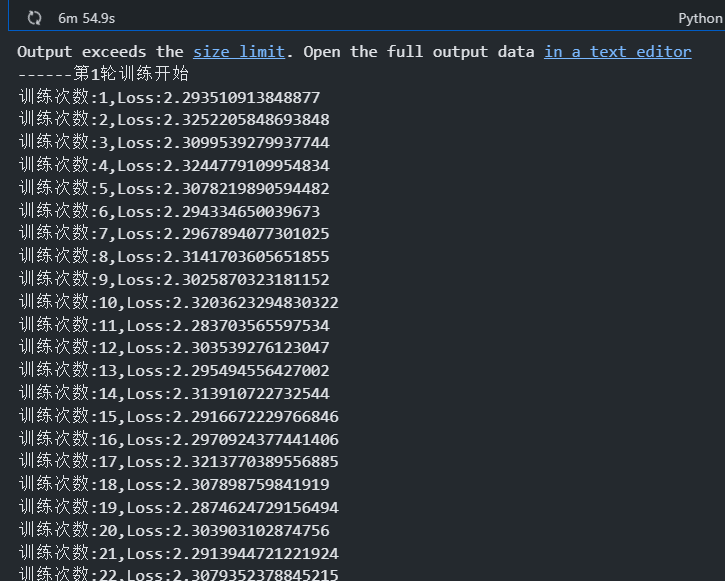 6m 54.9s
Python
Output exceeds the size limit. Open the full output data in a text editor
------第1轮训练开始
训练次数:1,Loss:2.293510913848877
训练次数:2,Loss:2.3252205848693848
训练次数:3,Loss:2.3099539279937744
训练次数:4,Loss:2.3244779109954834
训练次数:5,Loss:2.3078219890594482
训练次数:6,Loss:2.294334650039673
训练次数:7,Loss:2.2967894077301025
训练次数:8,Loss:2.3141703605651855
训练次数:9,Loss:2.3025870323181152
训练次数:10,Loss:2.3203623294830322
训练次数:11,Loss:2.283703565597534
训练次数:12,Loss:2.303539276123047
训练次数:13,Loss:2.295494556427002
训练次数:14,Loss:2.313910722732544
训练次数:15,Loss:2.2916672229766846
训练次数:16,Loss:2.2970924377441406
训练次数:17,Loss:2.3213770389556885
训练次数:18,Loss:2.307898759841919
训练次数:19,Loss:2.2874624729156494
训练次数:20,Loss:2.303903102874756
训练次数:21,Loss:2.2913944721221924
训练次数:22,Loss:2.3079352378845215